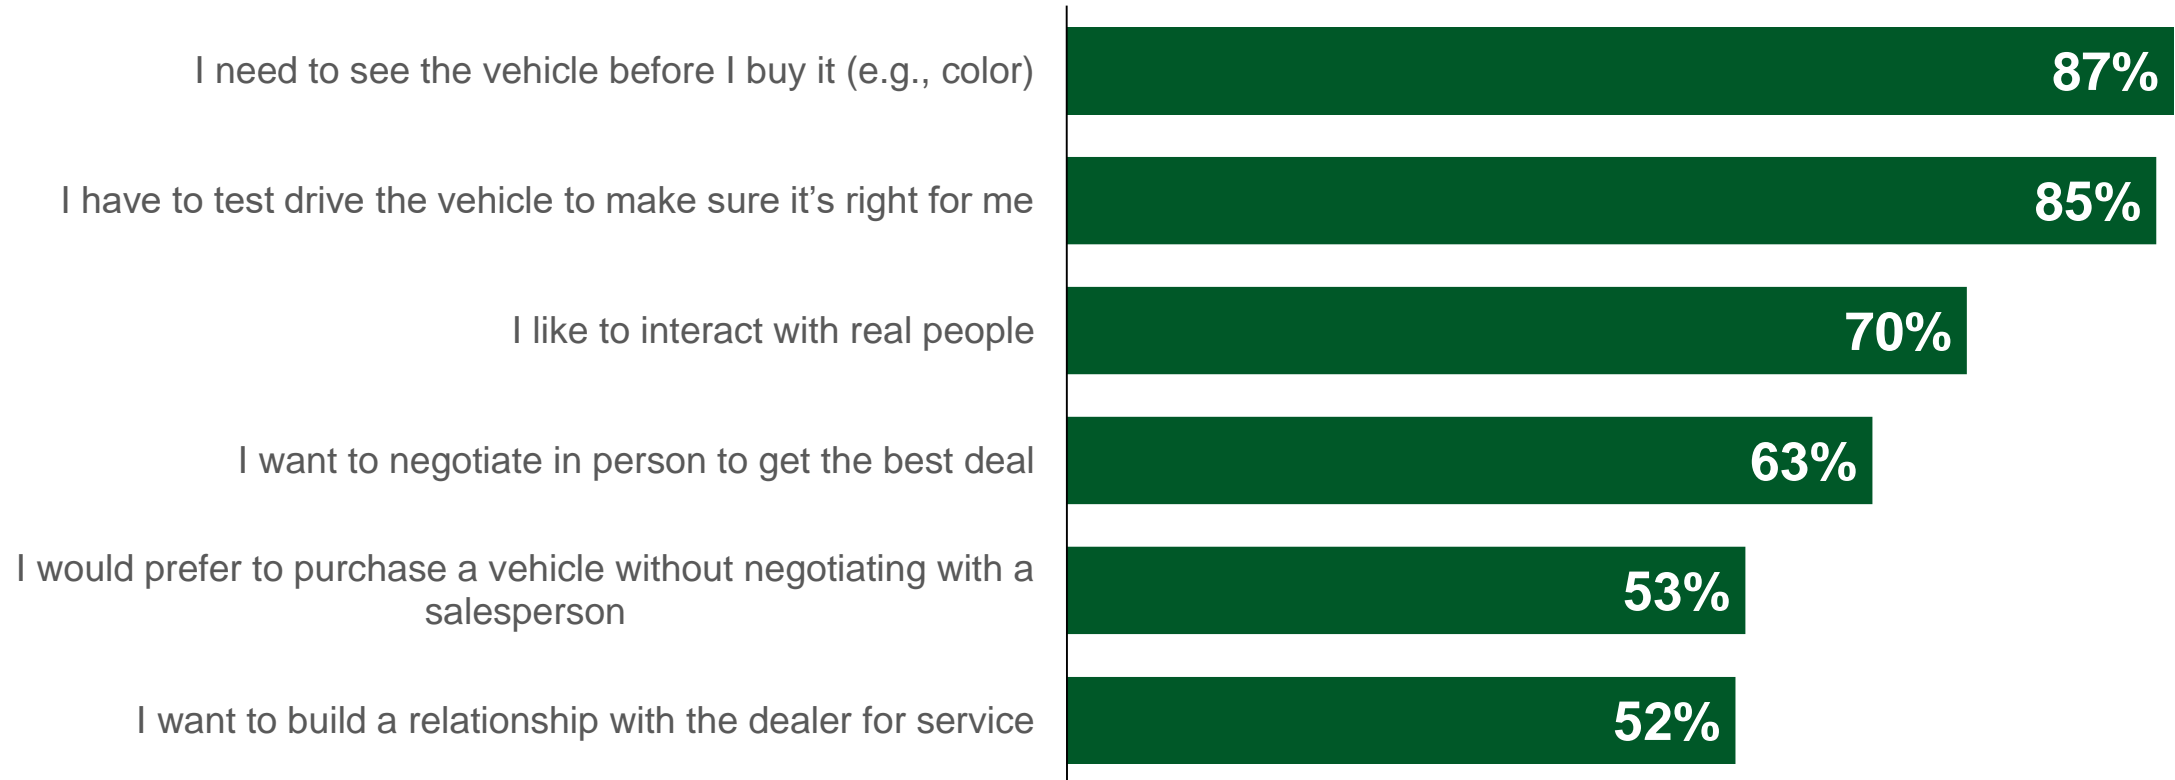 I need to see the vehicle before I buy it (e.g., color)
87%
I have to test drive the vehicle to make sure it’s right for me
85%
I like to interact with real people
70%
I want to negotiate in person to get the best deal
63%
I would prefer to purchase a vehicle without negotiating with a
salesperson
53%
I want to build a relationship with the dealer for service
52%